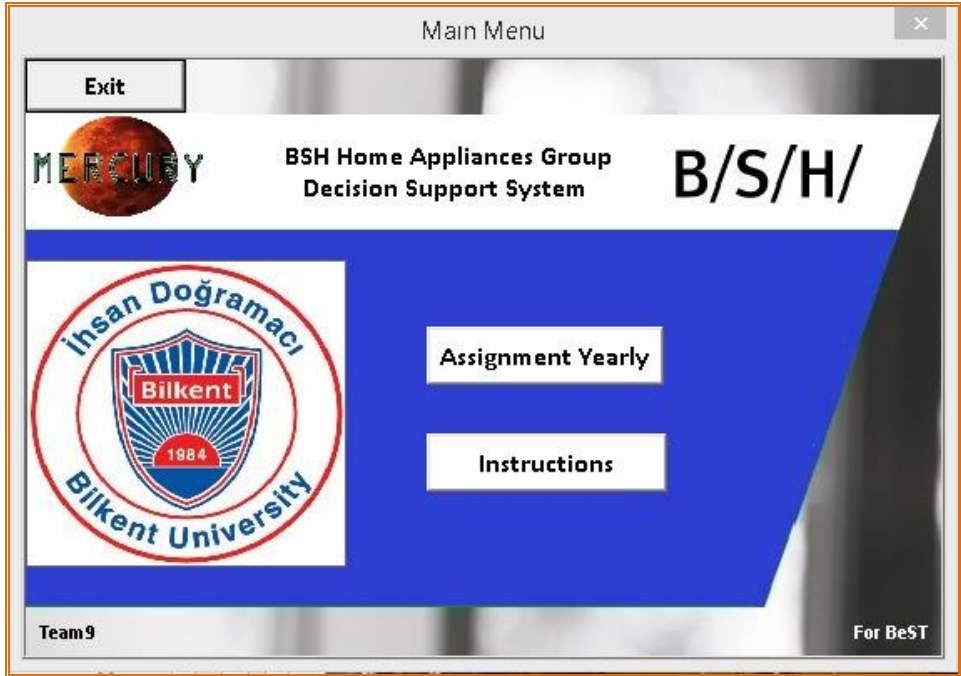 Maın Menu
Exit
MERCURY
BSH Home Appliances Group
Decision Support System
B/S/H/
İhsan Doğramacı
Bilkent
1984
Bilkent University
Assignment Yearly
Instructions
Team9
For BeST